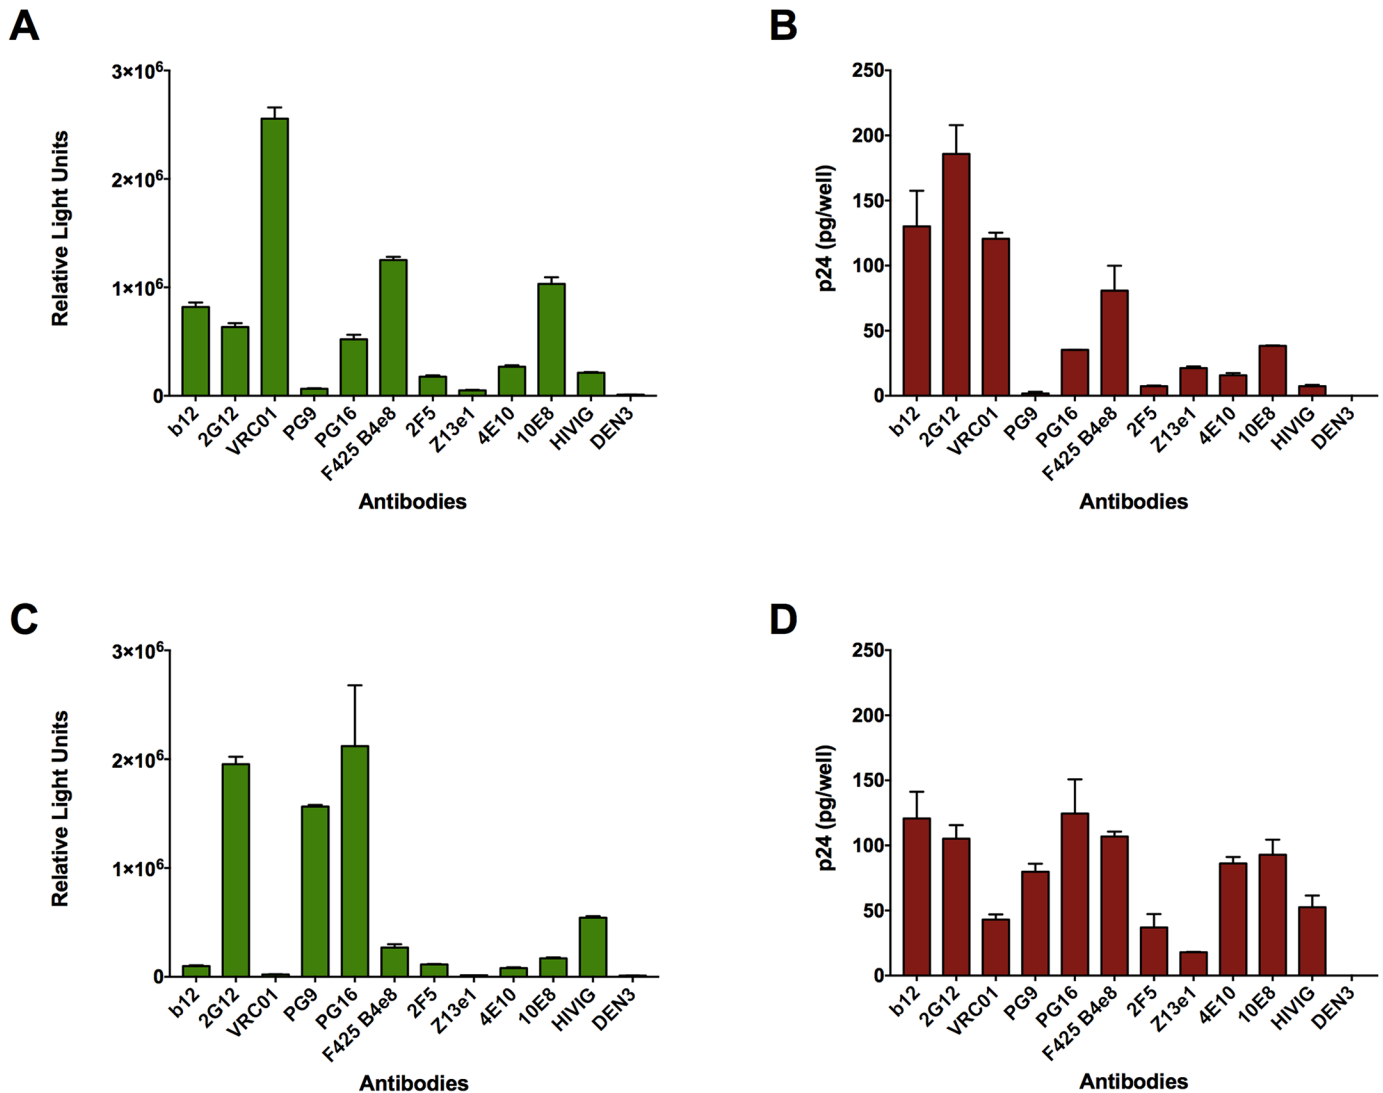 A
3×10⁶
2×10⁶
1×10⁶
0
Relative Light Units
b12
2G12
VRC01
PG9
PG16
F425 B4e8
2F5
Z13e1
4E10
10E8
HIVIG
DEN3
Antibodies
B
250
200
150
100
50
0
p24 (pg/well)
b12
2G12
VRC01
PG9
PG16
F425 B4e8
2F5
Z13e1
4E10
10E8
HIVIG
DEN3
Antibodies
C
3×10⁶
2×10⁶
1×10⁶
0
Relative Light Units
b12
2G12
VRC01
PG9
PG16
F425 B4e8
2F5
Z13e1
4E10
10E8
HIVIG
DEN3
Antibodies
D
250
200
150
100
50
0
p24 (pg/well)
b12
2G12
VRC01
PG9
PG16
F425 B4e8
2F5
Z13e1
4E10
10E8
HIVIG
DEN3
Antibodies